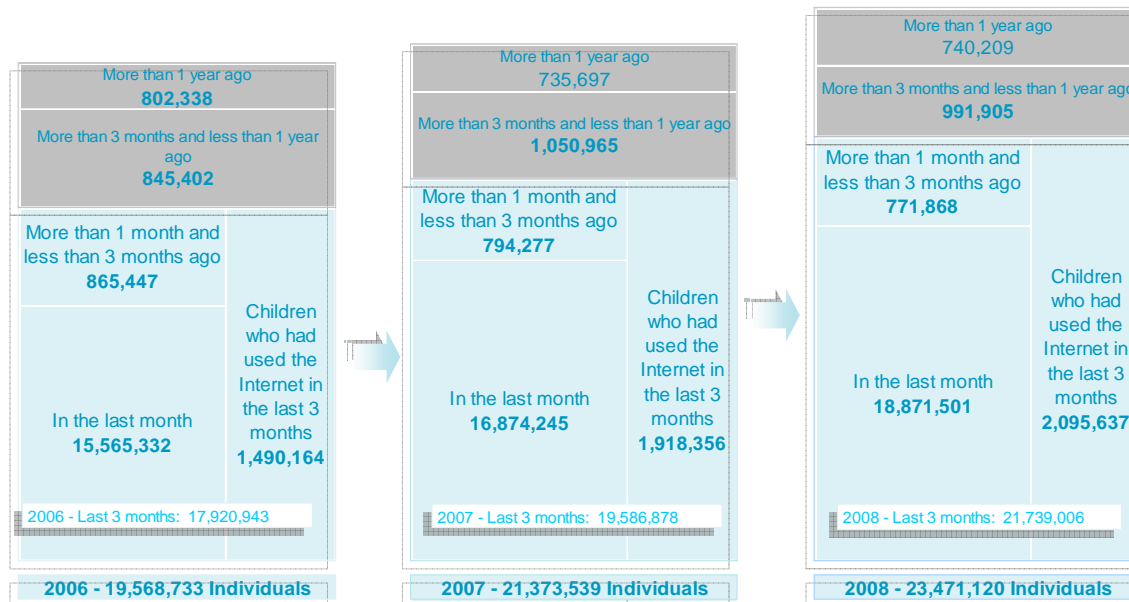 More than 1 year ago
802,338
More than 3 months and less than 1 year
ago
845,402
More than 1 month and
less than 3 months ago
865,447
In the last month
15,565,332
Children
who had
used the
Internet in
the last 3
months
1,490,164
2006 - Last 3 months: 17,920,943
2006 - 19,568,733 Individuals
More than 1 year ago
735,697
More than 3 months and less than 1 year ago
1,050,965
More than 1 month and
less than 3 months ago
794,277
In the last month
16,874,245
Children
who had
used the
Internet in
the last 3
months
1,918,356
2007 - Last 3 months: 19,586,878
2007 - 21,373,539 Individuals
More than 1 year ago
740,209
More than 3 months and less than 1 year ago
991,905
More than 1 month and
less than 3 months ago
771,868
In the last month
18,871,501
Children
who had
used the
Internet in
the last 3
months
2,095,637
2008 - Last 3 months: 21,739,006
2008 - 23,471,120 Individuals